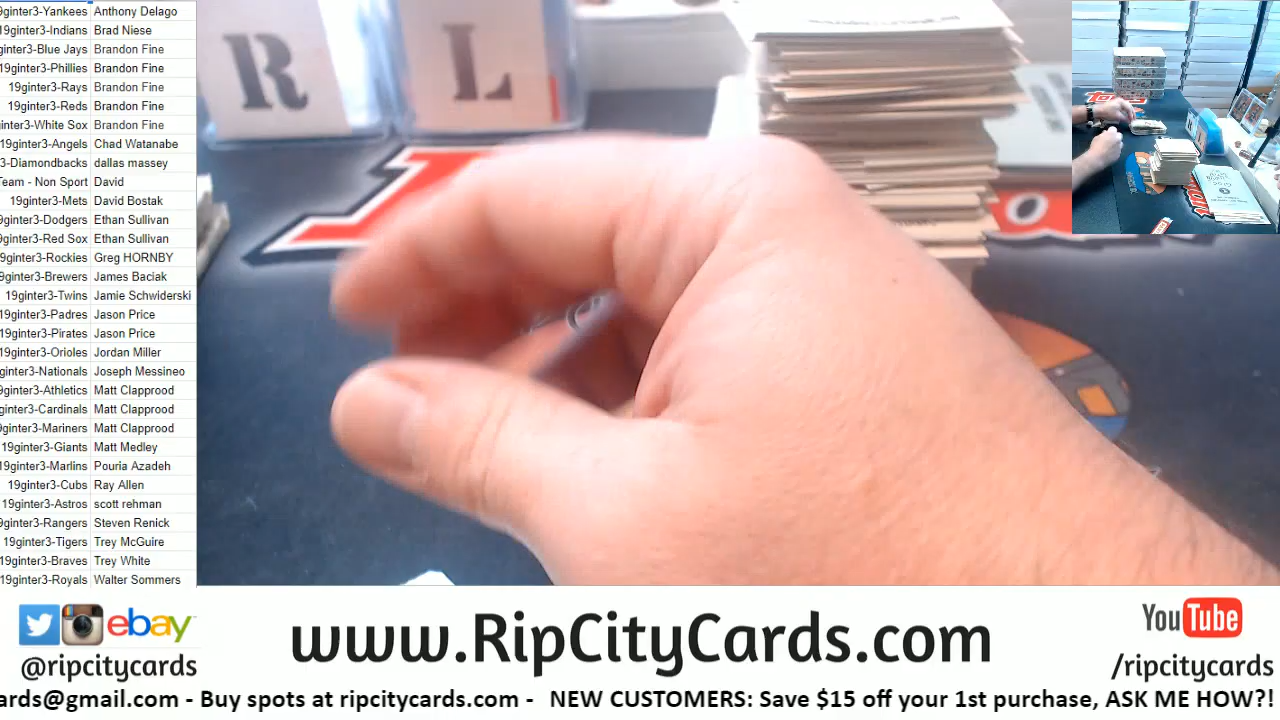 9ginter3-Yankees Anthony Delago
19ginter3-Indians Brad Niese
ginter3-Blue Jays Brandon Fine
19ginter3-Phillies Brandon Fine
19ginter3-Rays Brandon Fine
19ginter3-Reds Brandon Fine
inter3-White Sox Brandon Fine
19ginter3-Angels Chad Watanabe
3-Diamondbacks dallas massey
Team - Non Sport David
19ginter3-Mets David Bostak
9ginter3-Dodgers Ethan Sullivan
9ginter3-Red Sox Ethan Sullivan
9ginter3-Rockies Greg HORNBY
9ginter3-Brewers James Baciak
19ginter3-Twins Jamie Schwiderski
19ginter3-Padres Jason Price
19ginter3-Pirates Jason Price
19ginter3-Orioles Jordan Miller
ginter3-Nationals Joseph Messineo
9ginter3-Athletics Matt Clapprood
ginter3-Cardinals Matt Clapprood
ginter3-Mariners Matt Clapprood
19ginter3-Giants Matt Medley
9ginter3-Marlins Pouria Azadeh
19ginter3-Cubs Ray Allen
19ginter3-Astros scott rehman
9ginter3-Rangers Steven Renick
19ginter3-Tigers Trey McGuire
19ginter3-Braves Trey White
19ginter3-Royals Walter Sommers
R L
ebay
@ripcitycards
www.RipCityCards.com
YouTube
/ripcitycards
ards@gmail.com - Buy spots at ripcitycards.com - NEW CUSTOMERS: Save $15 off your 1st purchase, ASK ME HOW?!